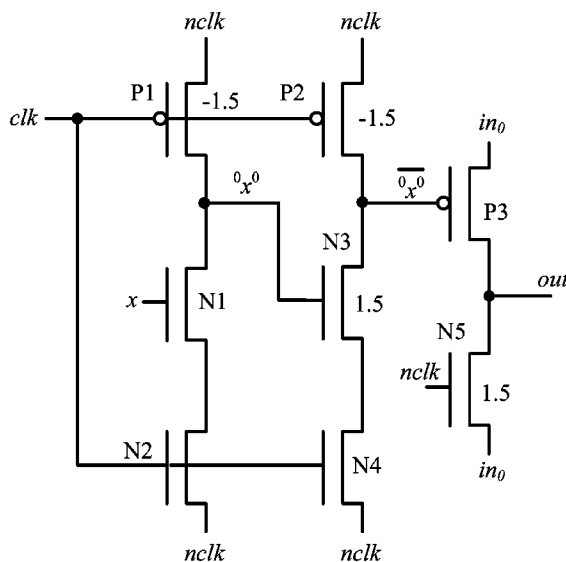 nclk nclk
P1 P2
-1.5 -1.5
clk in₀
⁰x⁰ \overline{⁰x⁰} P3
N3
x N1 1.5 out
N5
nclk 1.5
N2 N4
in₀
nclk nclk